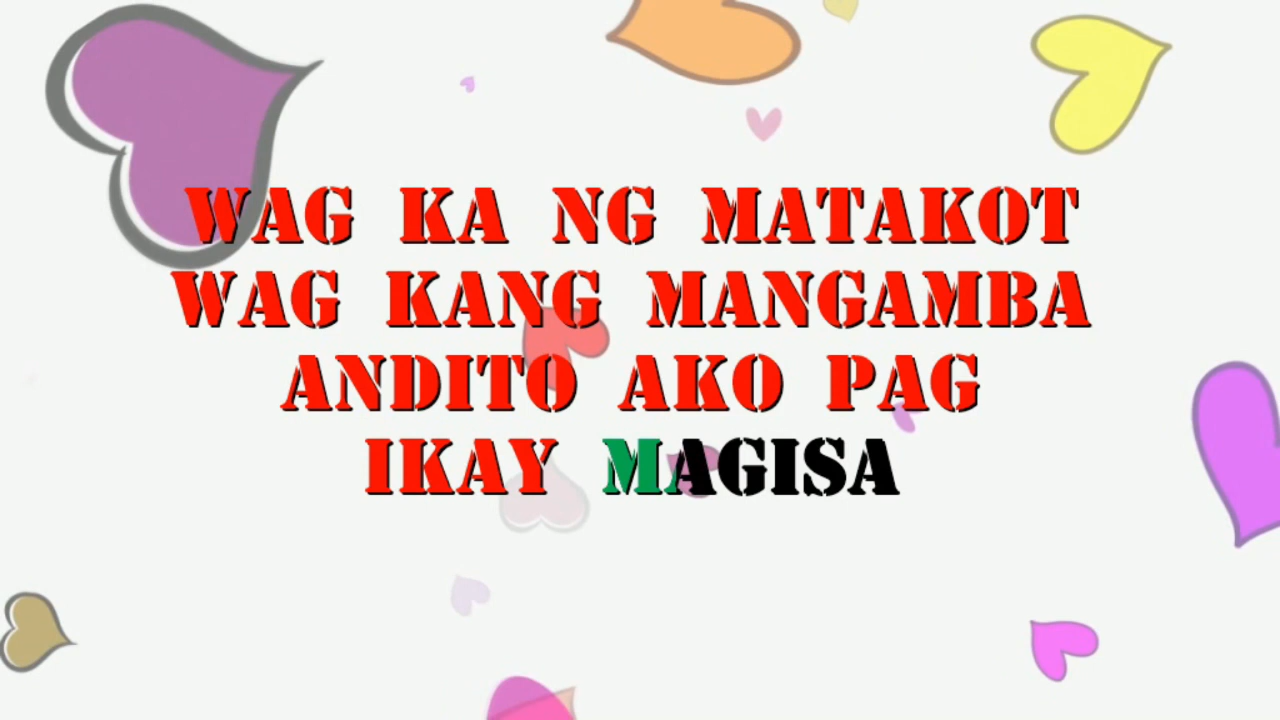 WAG KA NG MATAKOT
WAG KANG MANGAMBA
ANDITO AKO PAG
IKAY MAGISA